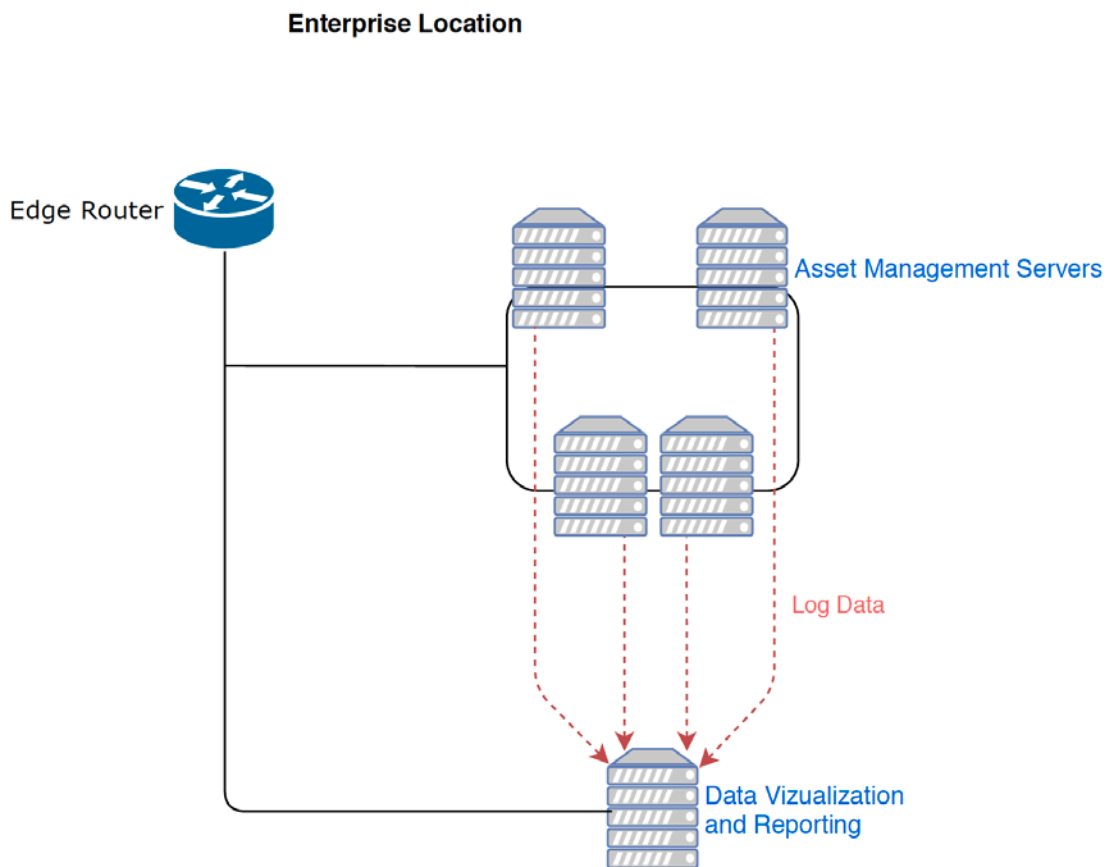 Enterprise Location
Edge Router
Asset Management Servers
Log Data
Data Vizualization
and Reporting